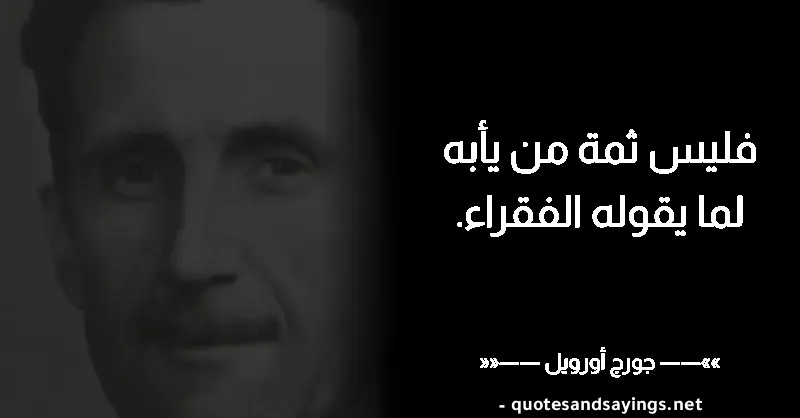 فليس ثمة من يأبه
لما يقوله الفقراء.
»»—— جورج أورويل ——««
- quotesandsayings.net